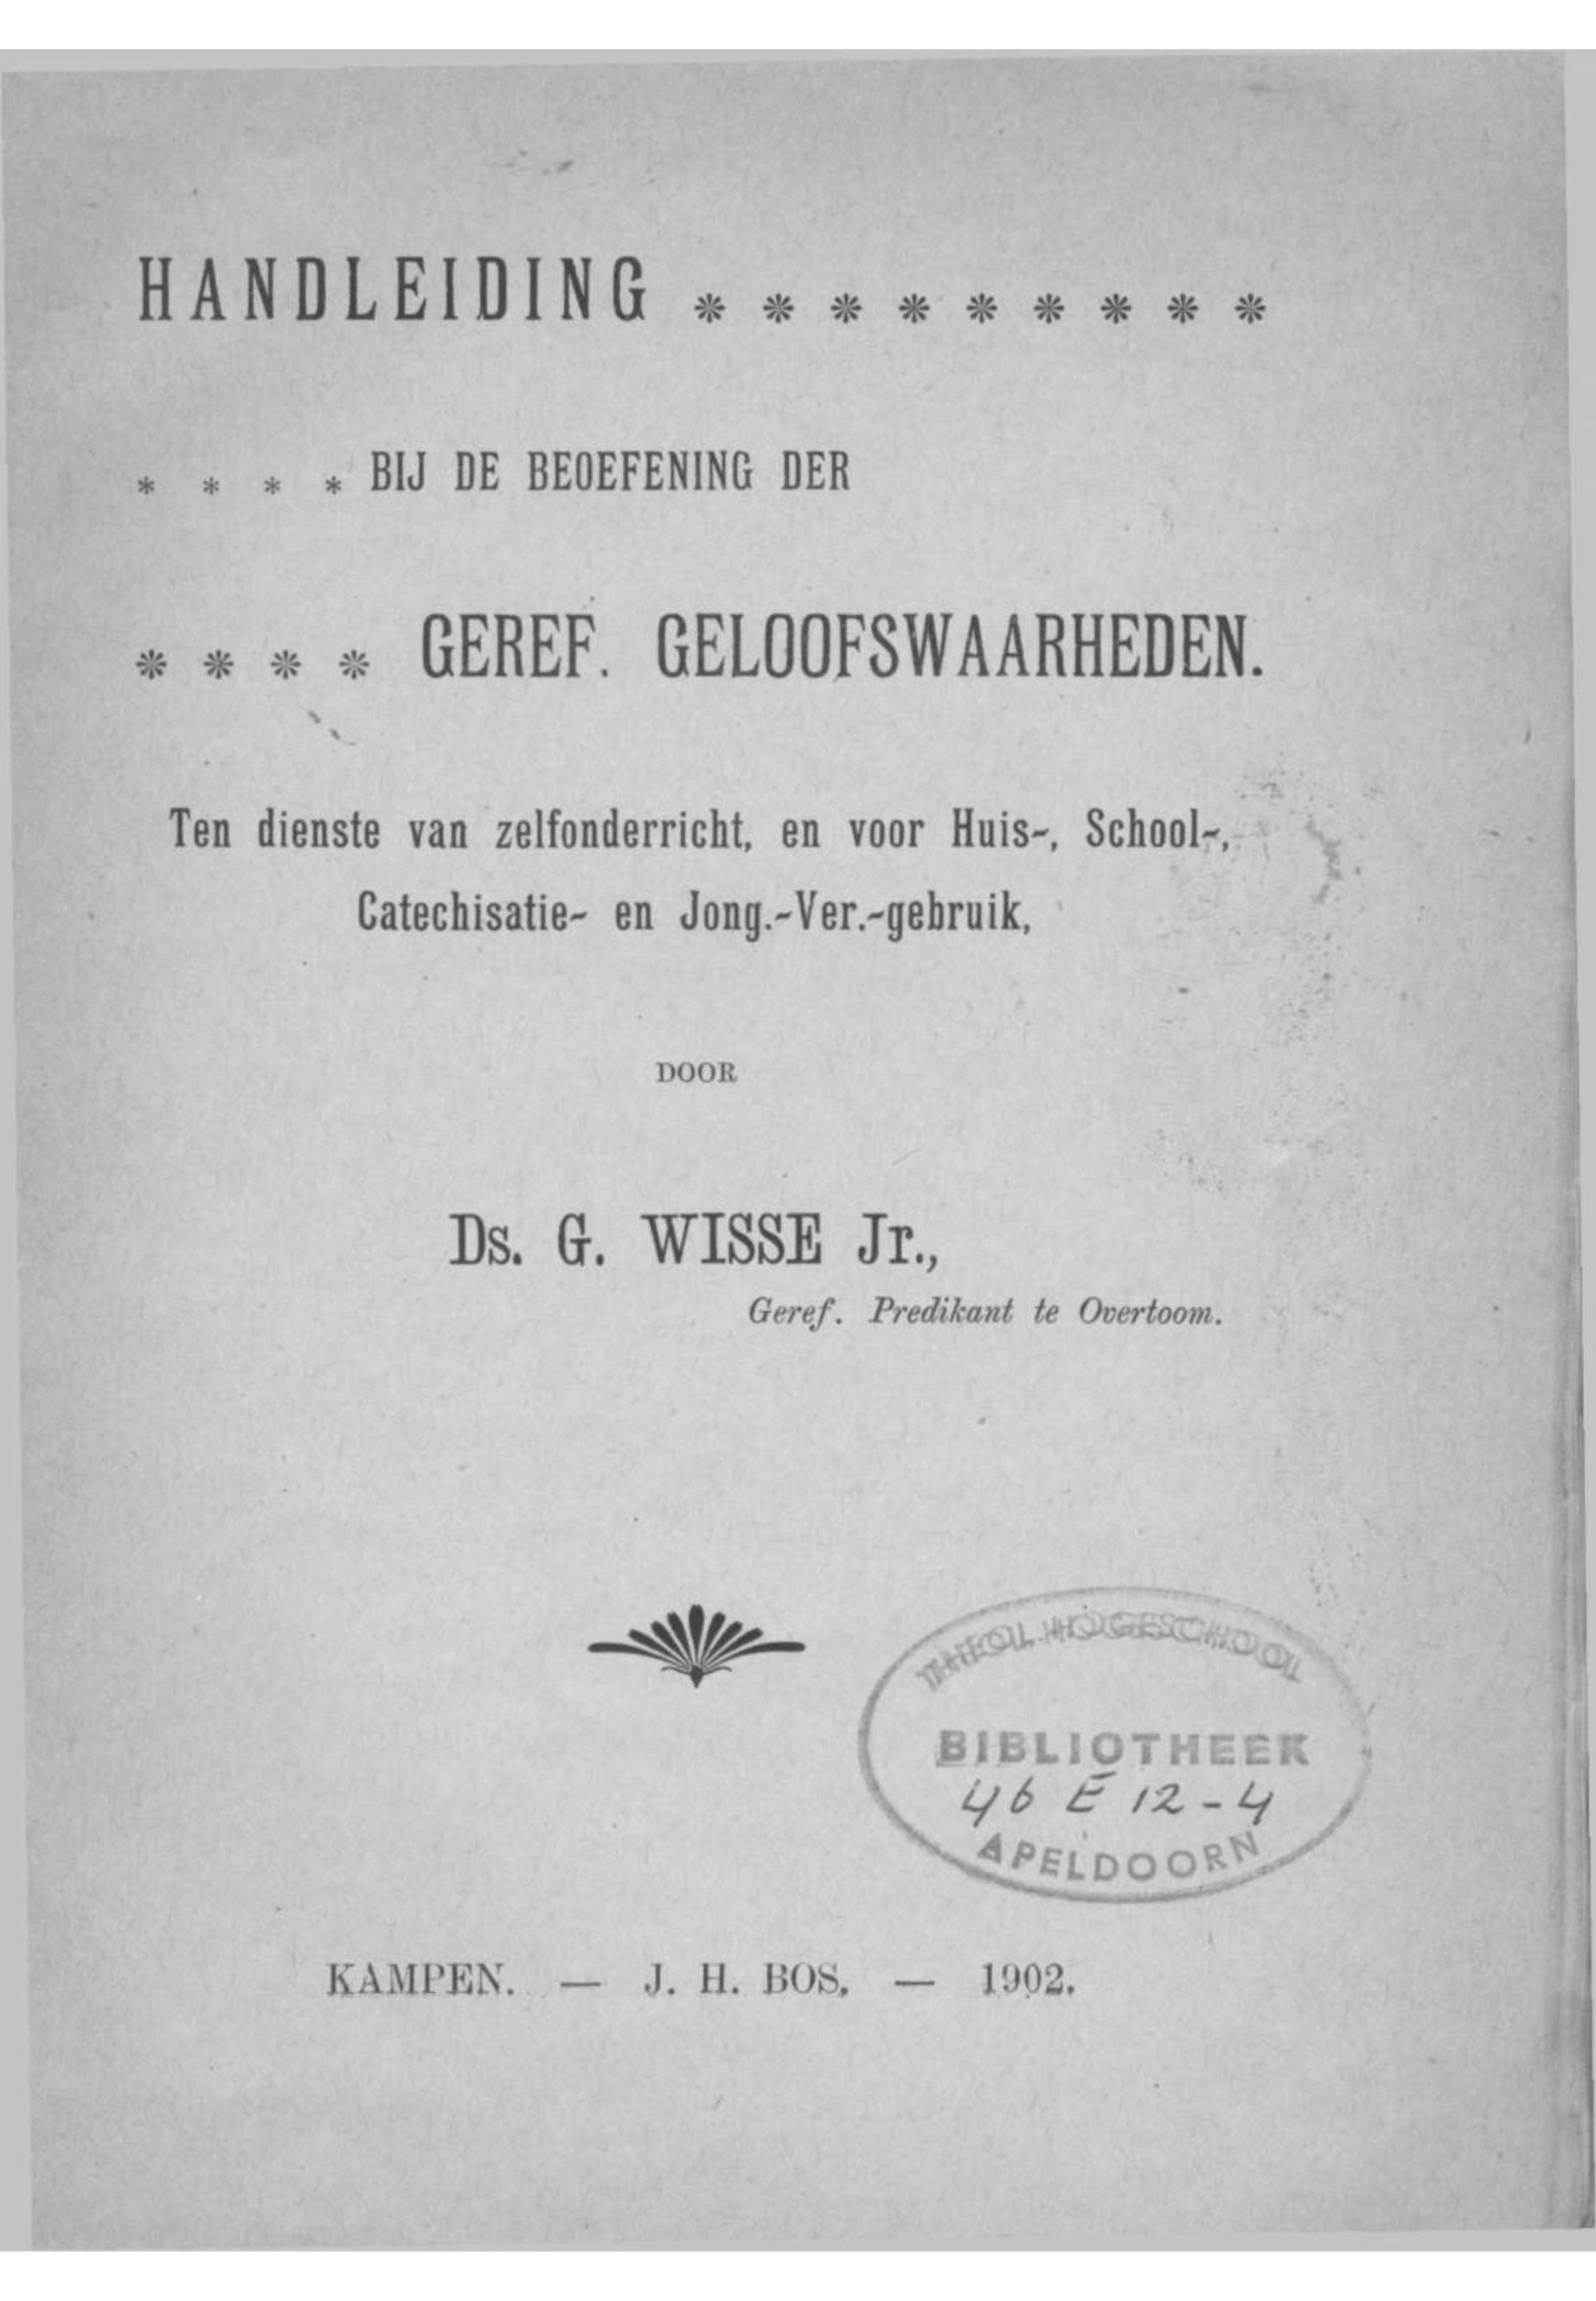 HANDLEIDING * * * * * * * * *
* * * * BIJ DE BEOEFENING DER
* * * * GEREF. GELOOFSWAARHEDEN.
Ten dienste van zelfonderricht, en voor Huis-, School-,
Catechisatie- en Jong.-Ver.-gebruik,
DOOR
Ds. G. WISSE Jr.,
Geref. Predikant te Overtoom.
THEOL. HOGESCHOOL
BIBLIOTHEEK
46 E 12-4
APELDOORN
KAMPEN. — J. H. BOS. — 1902.